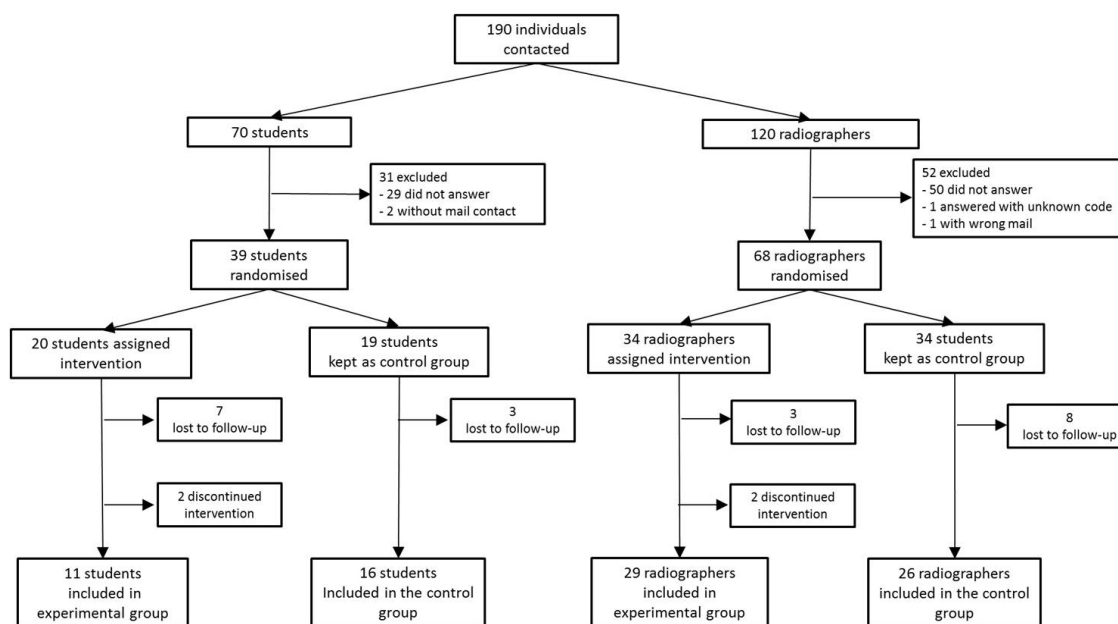 190 individuals
contacted
70 students
120 radiographers
31 excluded
- 29 did not answer
- 2 without mail contact
52 excluded
- 50 did not answer
- 1 answered with unknown code
- 1 with wrong mail
39 students
randomised
68 radiographers
randomised
20 students assigned
intervention
19 students
kept as control group
34 radiographers
assigned intervention
34 students
kept as control group
7
lost to follow-up
3
lost to follow-up
3
lost to follow-up
8
lost to follow-up
2 discontinued
intervention
2 discontinued
intervention
11 students
included in
experimental group
16 students
Included in the control
group
29 radiographers
included in
experimental group
26 radiographers
included in the control
group